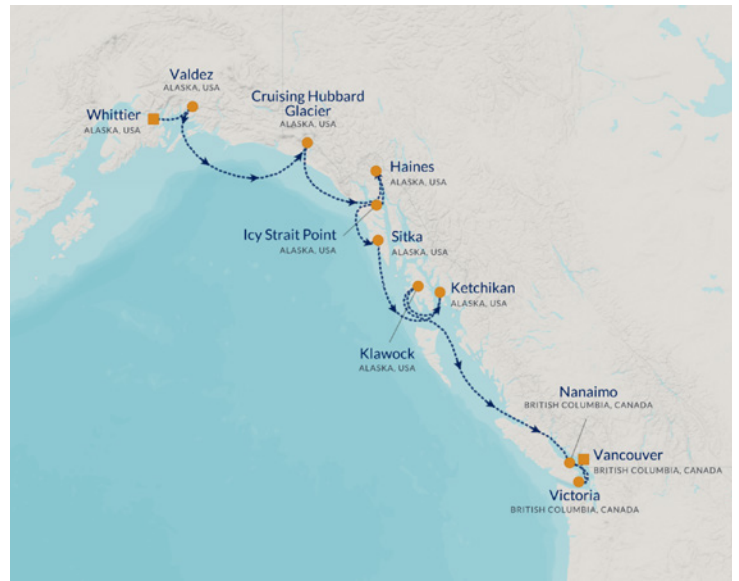 Valdez
ALASKA, USA
Whittier
ALASKA, USA
Cruising Hubbard
Glacier
ALASKA, USA
Haines
ALASKA, USA
Icy Strait Point
ALASKA, USA
Sitka
ALASKA, USA
Ketchikan
ALASKA, USA
Klawock
ALASKA, USA
Nanaimo
BRITISH COLUMBIA, CANADA
Vancouver
BRITISH COLUMBIA, CANADA
Victoria
BRITISH COLUMBIA, CANADA